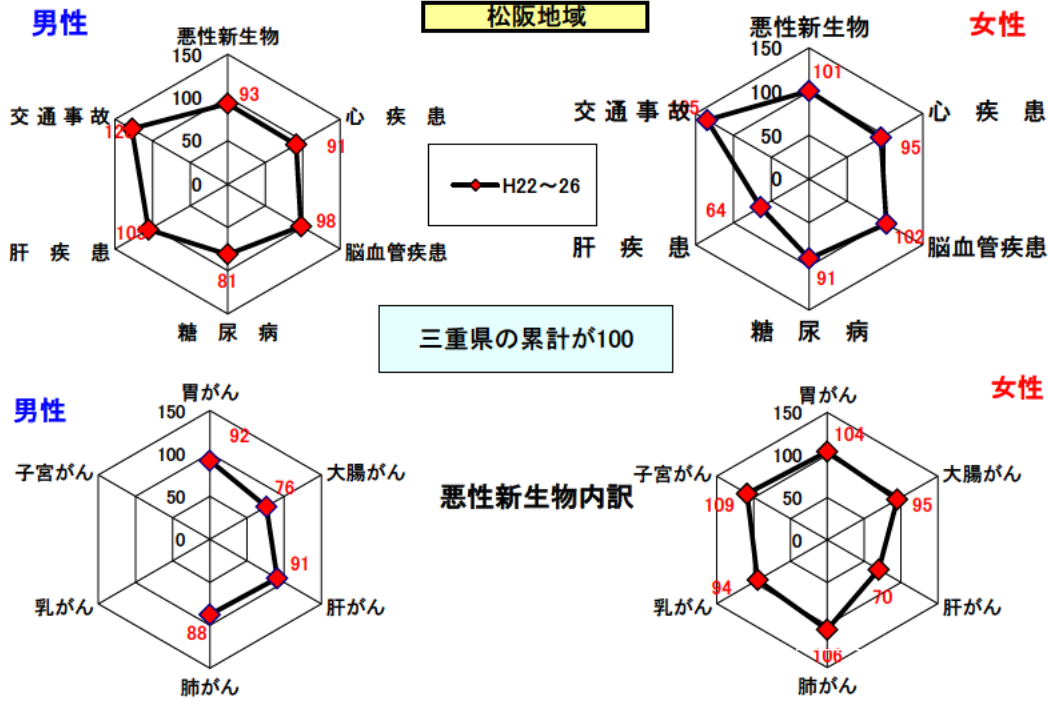 松阪地域
男性
悪性新生物
150
100
50
0
93
心 疾 患
91
98
脳血管疾患
81
糖 尿 病
肝 疾 患
交 通 事 故
女性
悪性新生物
150
100
50
0
101
心 疾 患
95
102
脳血管疾患
91
糖 尿 病
64
肝 疾 患
交 通 事 故
H22～26
三重県の累計が100
男性
胃がん
150
100
50
0
92
大腸がん
76
91
肝がん
88
肺がん
乳がん
子宮がん
悪性新生物内訳
女性
胃がん
150
100
50
0
104
大腸がん
95
70
肝がん
106
肺がん
94
乳がん
109
子宮がん